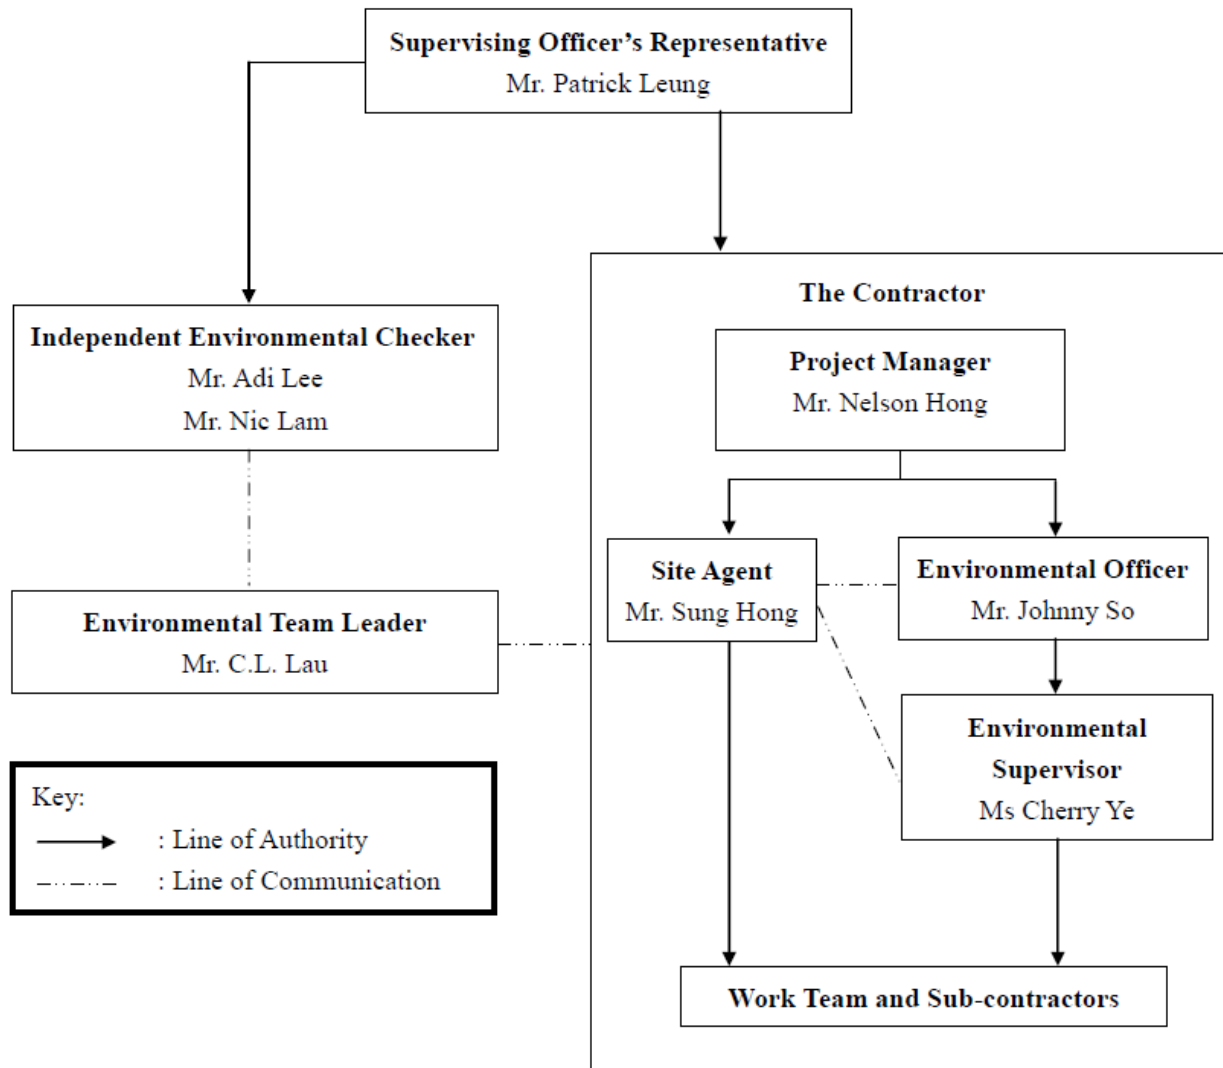 Supervising Officer’s Representative
Mr. Patrick Leung
Independent Environmental Checker
Mr. Adi Lee
Mr. Nic Lam
Environmental Team Leader
Mr. C.L. Lau
The Contractor
Project Manager
Mr. Nelson Hong
Site Agent
Mr. Sung Hong
Environmental Officer
Mr. Johnny So
Environmental
Supervisor
Ms Cherry Ye
Work Team and Sub-contractors
Key:
: Line of Authority
: Line of Communication